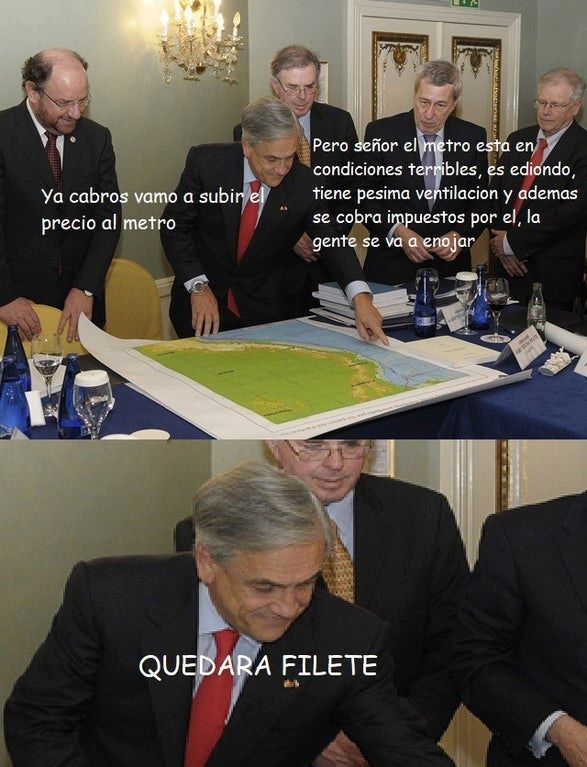 Ya cabros vamo a subir el
precio al metro
Pero señor el metro esta en
condiciones terribles, es ediondo,
tiene pesima ventilacion y ademas
se cobra impuestos por el, la
gente se va a enojar
QUEDARA FILETE